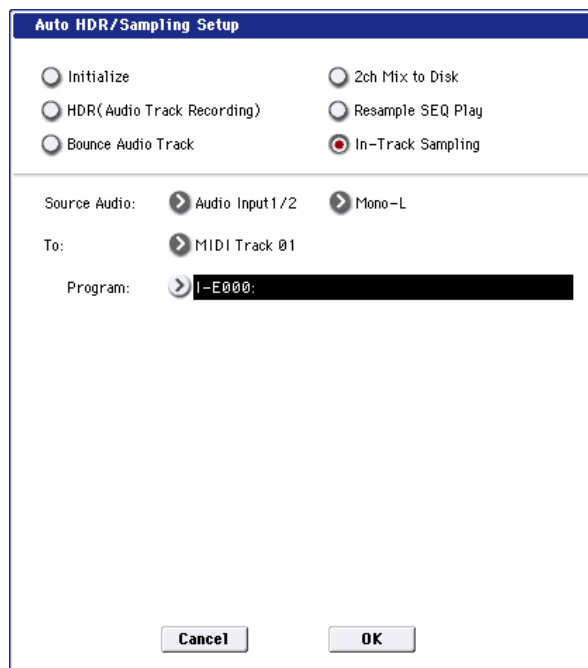 Auto HDR/Sampling Setup
Initialize
2ch Mix to Disk
HDR(Audio Track Recording)
Resample SEQ Play
Bounce Audio Track
In-Track Sampling
Source Audio: Audio Input1/2 Mono-L
To: MIDI Track 01
Program: I-E000:
Cancel OK